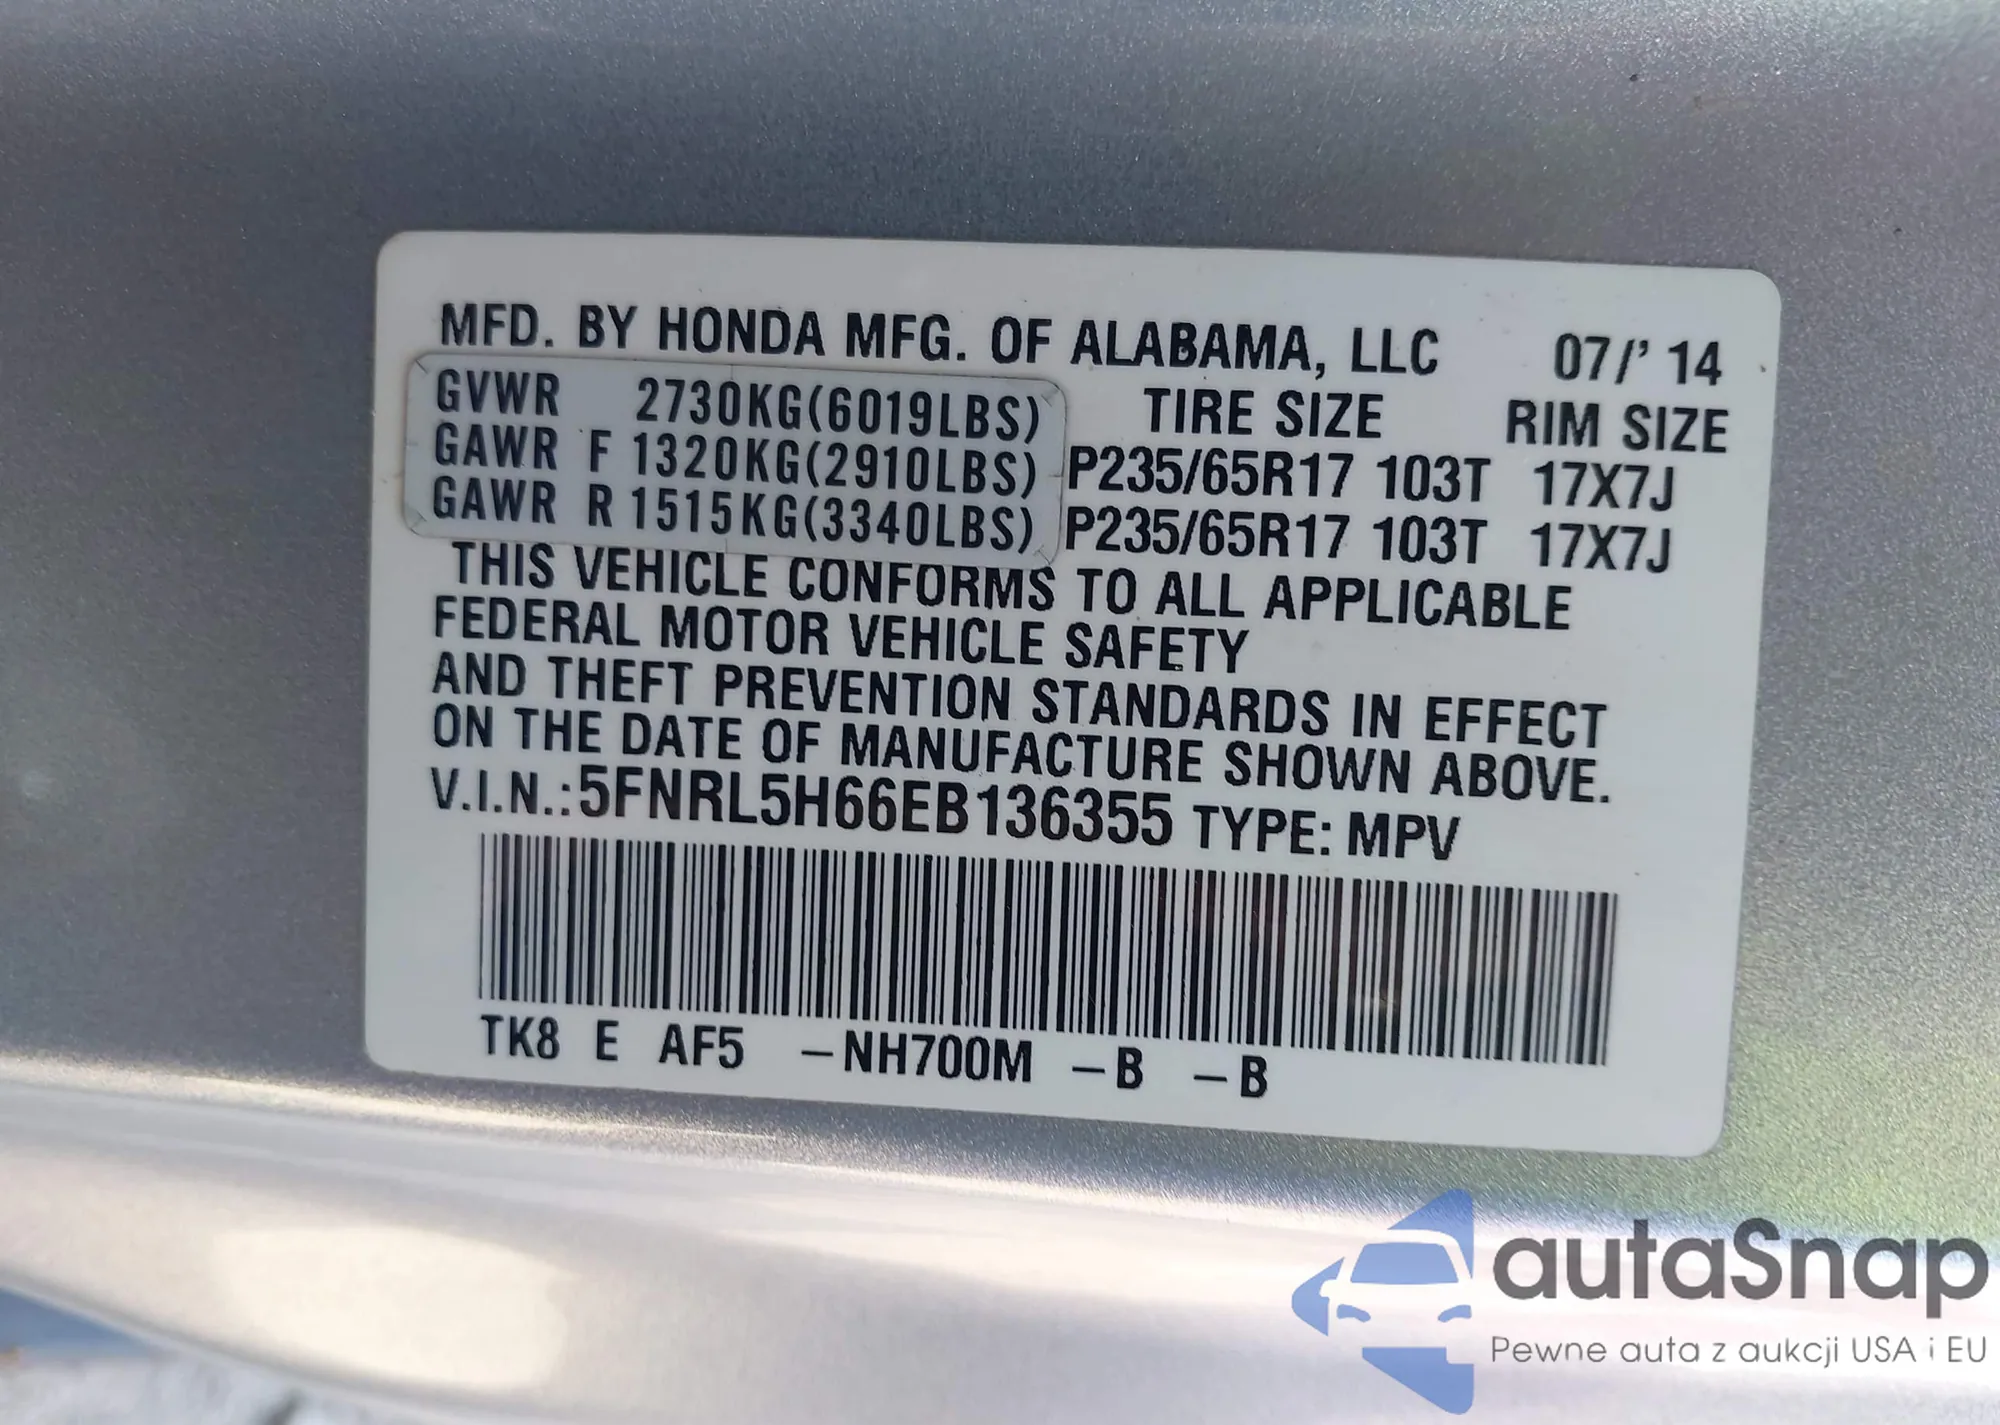 MFD. BY HONDA MFG. OF ALABAMA, LLC 07/' 14
GVWR 2730KG(6019LBS) TIRE SIZE RIM SIZE
GAWR F 1320KG(2910LBS) P235/65R17 103T 17X7J
GAWR R 1515KG(3340LBS) P235/65R17 103T 17X7J
THIS VEHICLE CONFORMS TO ALL APPLICABLE
FEDERAL MOTOR VEHICLE SAFETY
AND THEFT PREVENTION STANDARDS IN EFFECT
ON THE DATE OF MANUFACTURE SHOWN ABOVE.
V.I.N.:5FNRL5H66EB136355 TYPE: MPV
TK8 E AF5 -NH700M -B -B
autaSnap
Pewne auta z aukcji USA i EU